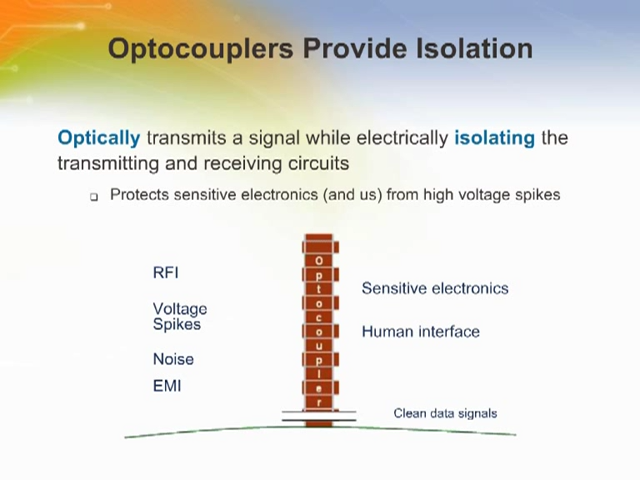 Optocouplers Provide Isolation
Optically transmits a signal while electrically isolating the
transmitting and receiving circuits
Protects sensitive electronics (and us) from high voltage spikes
RFI
Voltage
Spikes
Noise
EMI
Optocoupler
Sensitive electronics
Human interface
Clean data signals